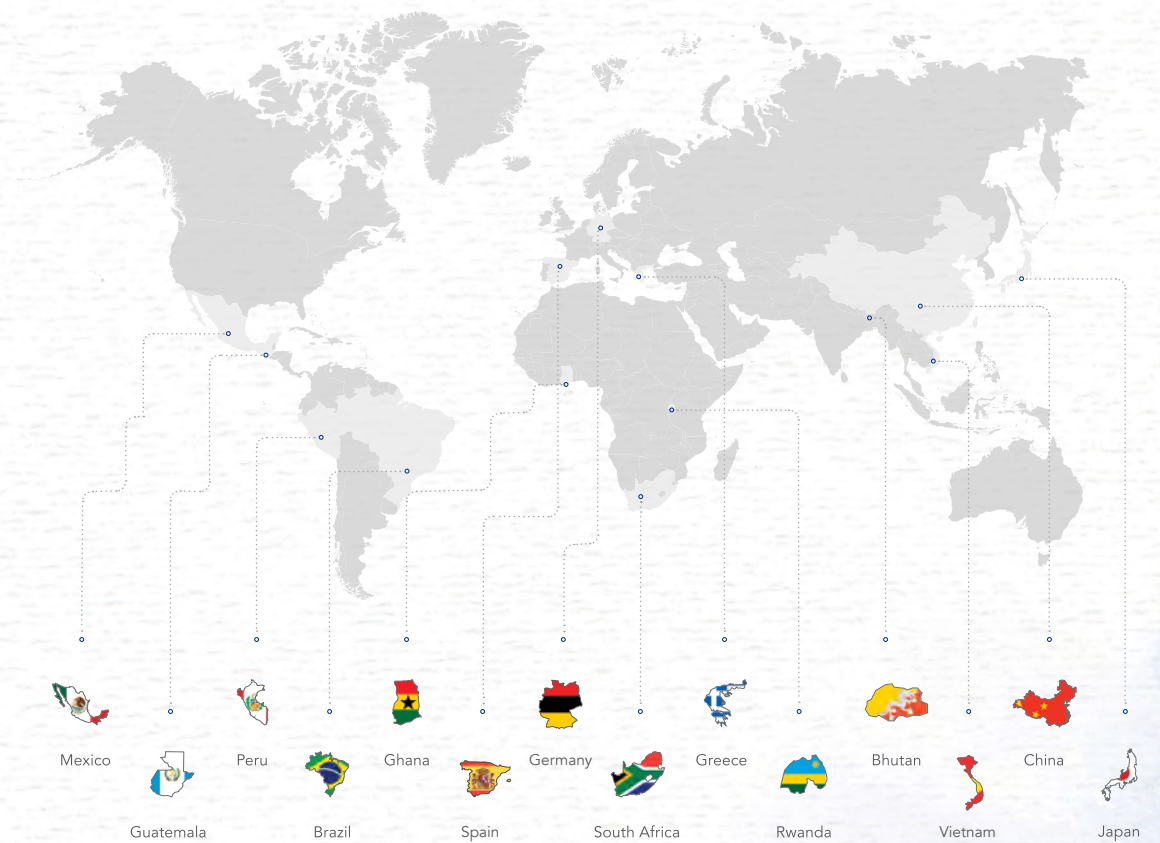 Mexico
Peru
Ghana
Germany
Greece
Bhutan
China
Guatemala
Brazil
Spain
South Africa
Rwanda
Vietnam
Japan